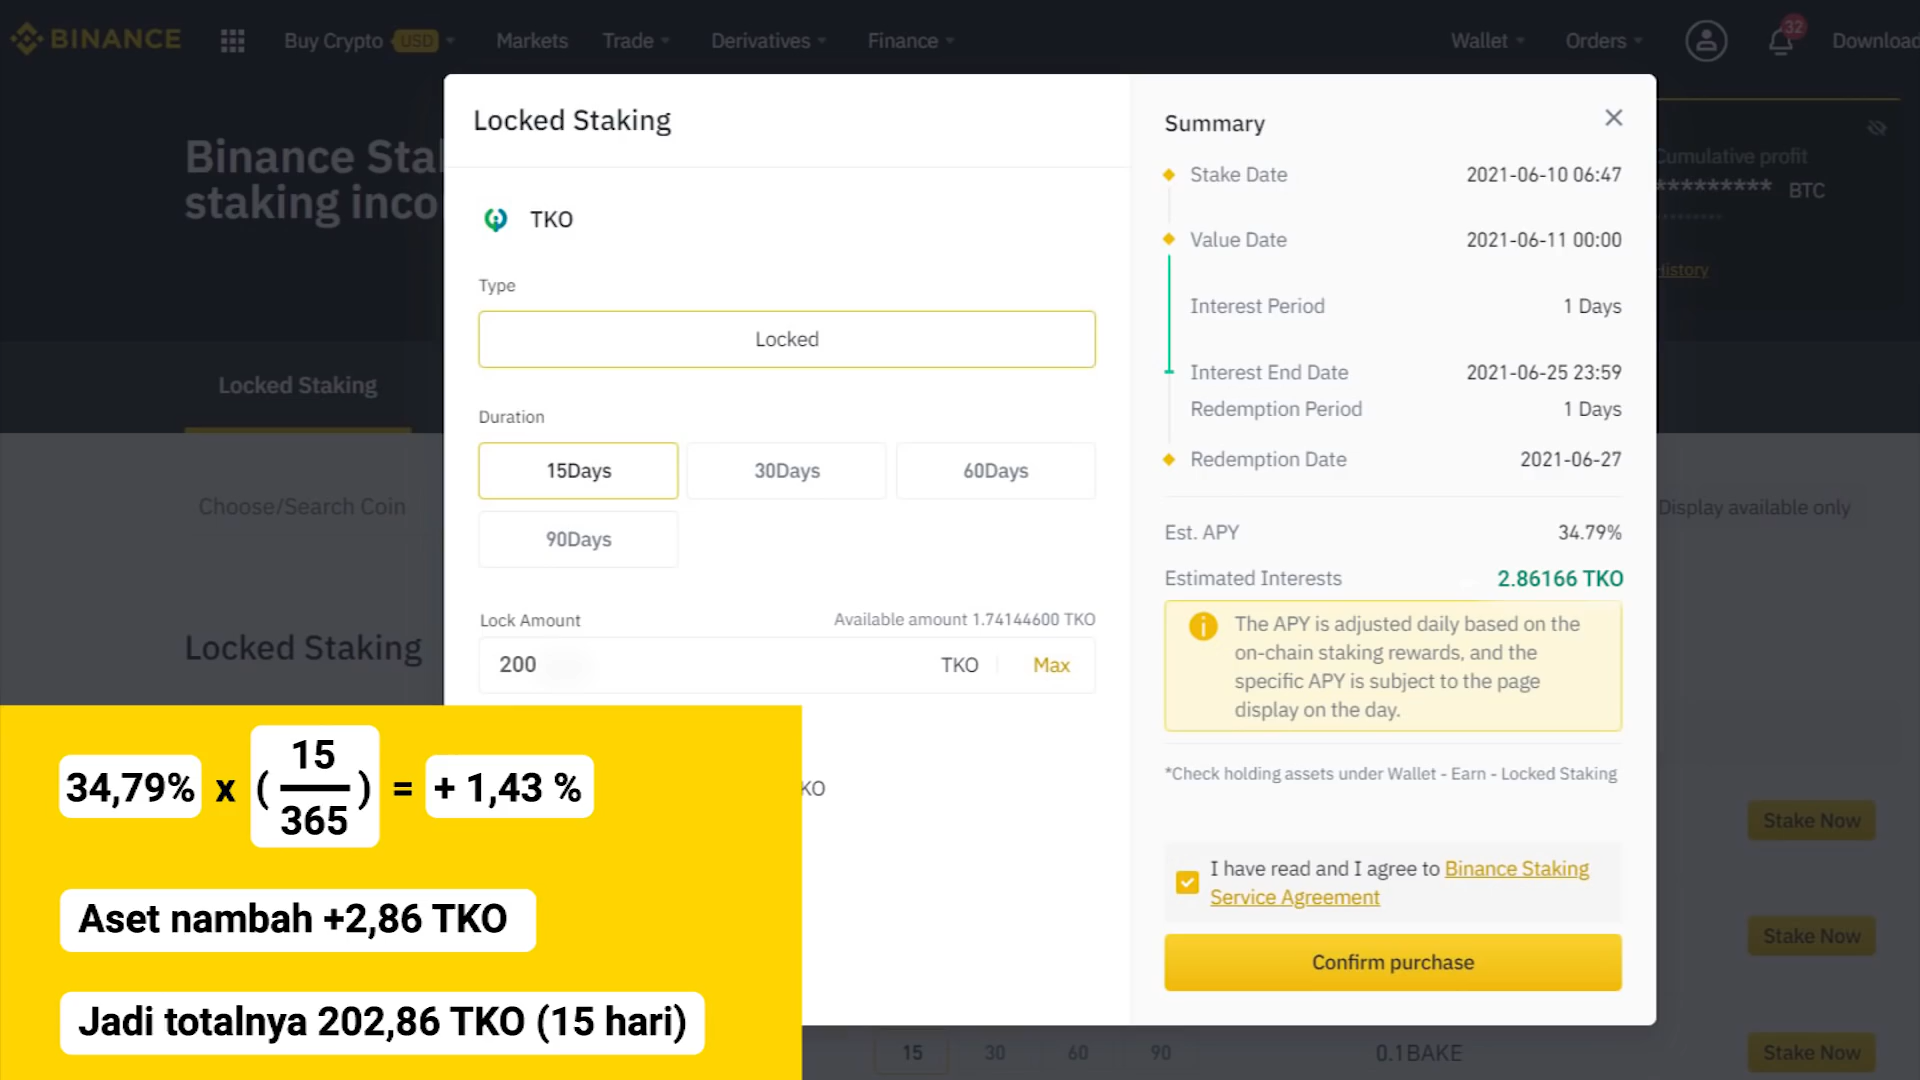 BINANCE
Buy Crypto USD
Markets
Trade
Derivatives
Finance
Wallet
Orders
32
Download
Binance Sta
staking inco
Cumulative profit
********* BTC
History
Locked Staking
Choose/Search Coin
Display available only
Locked Staking
Locked Staking
TKO
Type
Locked
Duration
15Days
30Days
60Days
90Days
Lock Amount
Available amount 1.74144600 TKO
200
TKO
Max
KO
Summary
Stake Date 2021-06-10 06:47
Value Date 2021-06-11 00:00
Interest Period 1 Days
Interest End Date 2021-06-25 23:59
Redemption Period 1 Days
Redemption Date 2021-06-27
Est. APY 34.79%
Estimated Interests 2.86166 TKO
The APY is adjusted daily based on the
on-chain staking rewards, and the
specific APY is subject to the page
display on the day.
*Check holding assets under Wallet - Earn - Locked Staking
I have read and I agree to Binance Staking
Service Agreement
Confirm purchase
Stake Now
Stake Now
15 30 60 90 0.1BAKE Stake Now
34,79% x ( 15
365 ) = + 1,43 %
Aset nambah +2,86 TKO
Jadi totalnya 202,86 TKO (15 hari)